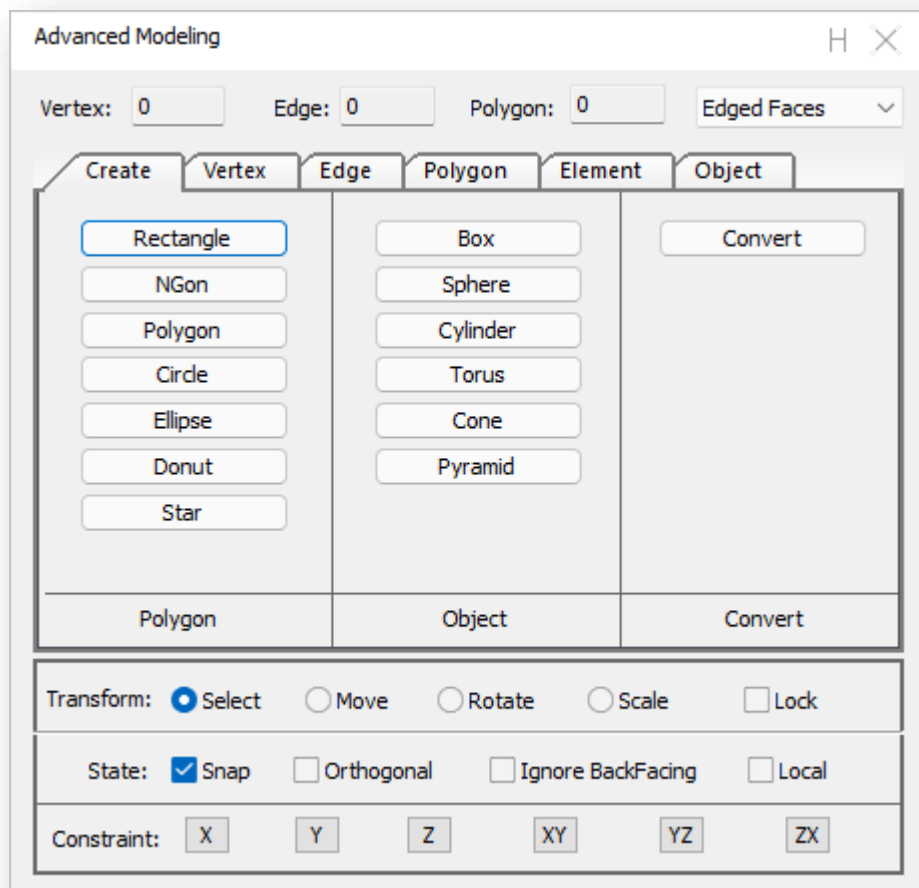 Advanced Modeling H
Vertex: 0 Edge: 0 Polygon: 0 Edged Faces
Create Vertex Edge Polygon Element Object
Rectangle Box Convert
NGon Sphere
Polygon Cylinder
Circle Torus
Ellipse Cone
Donut Pyramid
Star
Polygon Object Convert
Transform: Select Move Rotate Scale Lock
State: Snap Orthogonal Ignore BackFacing Local
Constraint: X Y Z XY YZ ZX